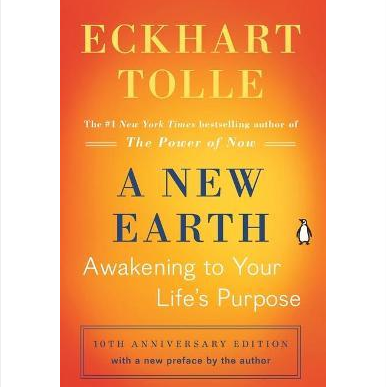 ECKHART
TOLLE
The #1 New York Times bestselling author of
The Power of Now
A NEW
EARTH
Awakening to Your
Life's Purpose
10TH ANNIVERSARY EDITION
with a new preface by the author